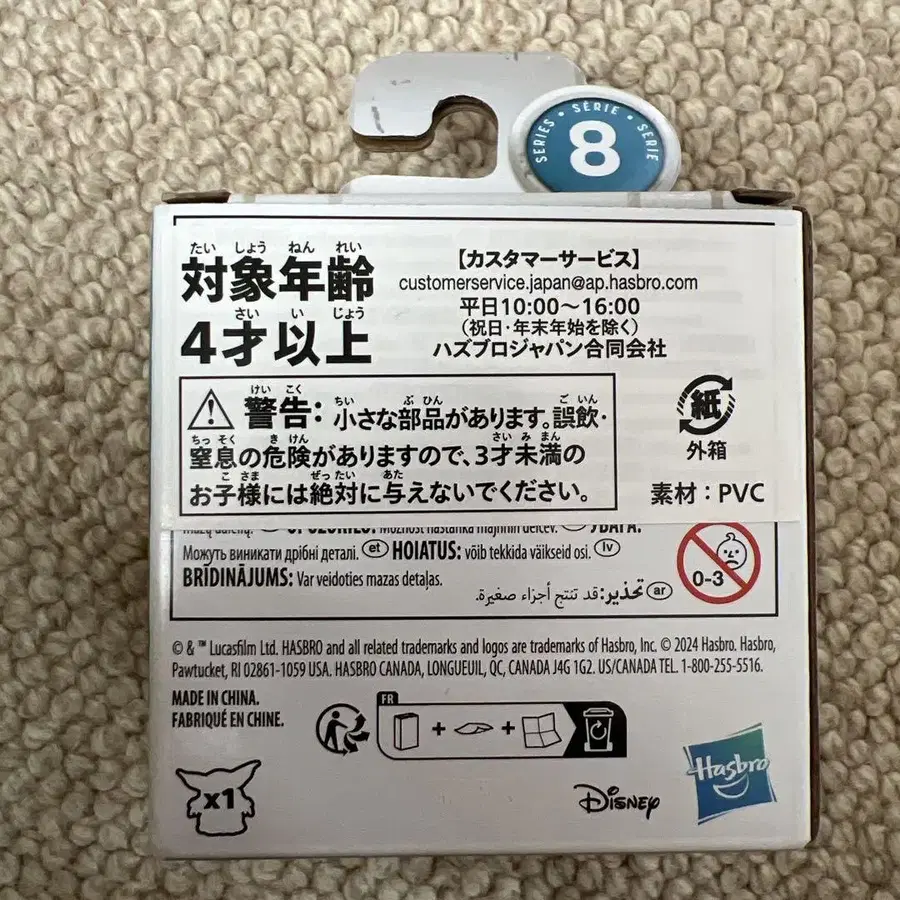 SERIES • SÉRIE • SERIE
8
たい しょう ねん れい
対象年齢
さい い じょう
4才以上
【カスタマーサービス】
customerservice.japan@ap.hasbro.com
平日10:00～16:00
(祝日・年末年始を除く)
ハズブロジャパン合同会社
けい こく ちい ぶ ひん ご いん
警告: 小さな部品があります。誤飲・
ちっ そく き けん さい み まん
窒息の危険がありますので、3才未満の
こ さま ぜったい あた
お子様には絶対に与えないでください。
紙
外箱
素材:PVC
Možnost nastanka majhnih delcev.
Можуть виникати дрібні деталі. (et) HOIATUS: võib tekkida väikseid osi. (lv)
BRĪDINĀJUMS: Var veidoties mazas detaļas.
(ar) تحذير: قد تنتج أجزاء صغيرة.
0-3
© & ™ Lucasfilm Ltd. HASBRO and all related trademarks and logos are trademarks of Hasbro, Inc. © 2024 Hasbro. Hasbro,
Pawtucket, RI 02861-1059 USA. HASBRO CANADA, LONGUEUIL, QC, CANADA J4G 1G2. US/CANADA TEL. 1-800-255-5516.
MADE IN CHINA.
FABRIQUÉ EN CHINE.
FR
+ +
x1
Disney
Hasbro